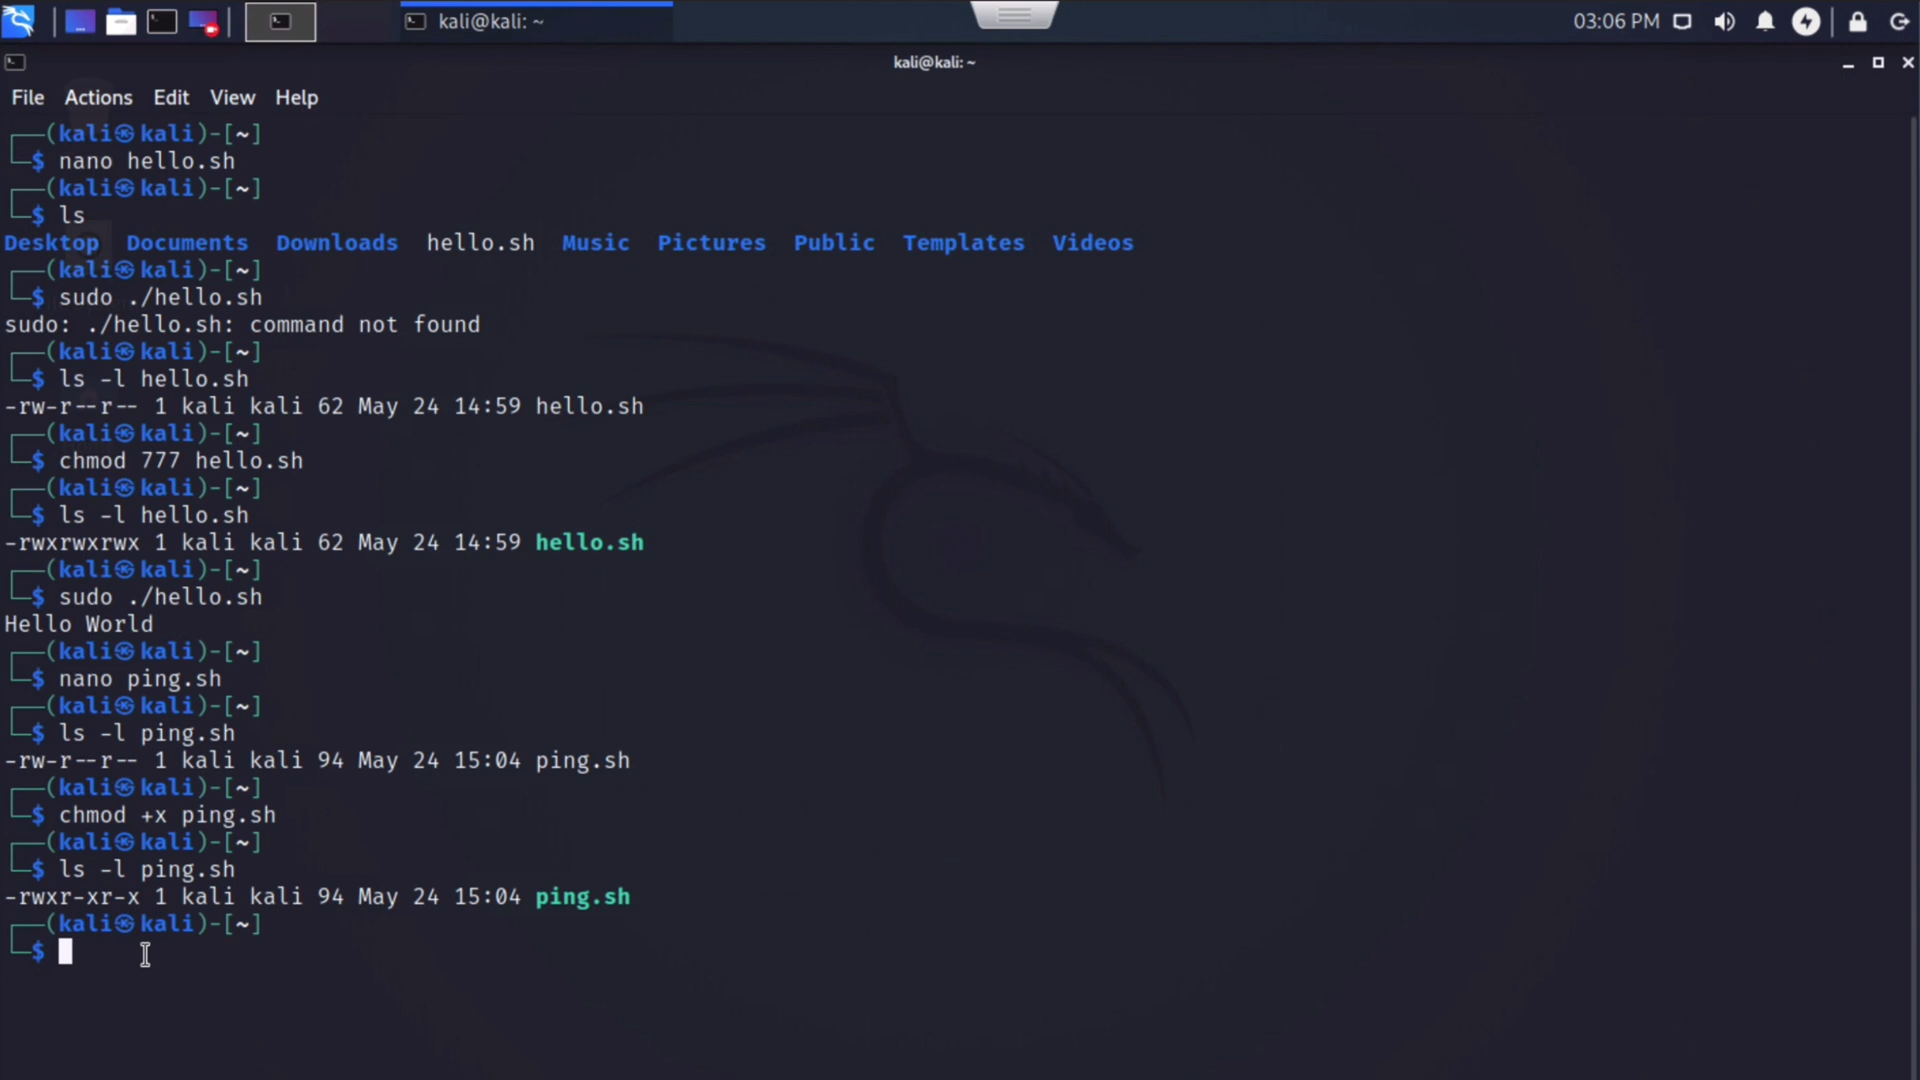 kali@kali: ~
03:06 PM
kali@kali: ~
File Actions Edit View Help
(kali㉿kali)-[~]
$ nano hello.sh
(kali㉿kali)-[~]
$ ls
Desktop Documents Downloads hello.sh Music Pictures Public Templates Videos
(kali㉿kali)-[~]
$ sudo ./hello.sh
sudo: ./hello.sh: command not found
(kali㉿kali)-[~]
$ ls -l hello.sh
-rw-r--r-- 1 kali kali 62 May 24 14:59 hello.sh
(kali㉿kali)-[~]
$ chmod 777 hello.sh
(kali㉿kali)-[~]
$ ls -l hello.sh
-rwxrwxrwx 1 kali kali 62 May 24 14:59 hello.sh
(kali㉿kali)-[~]
$ sudo ./hello.sh
Hello World
(kali㉿kali)-[~]
$ nano ping.sh
(kali㉿kali)-[~]
$ ls -l ping.sh
-rw-r--r-- 1 kali kali 94 May 24 15:04 ping.sh
(kali㉿kali)-[~]
$ chmod +x ping.sh
(kali㉿kali)-[~]
$ ls -l ping.sh
-rwxr-xr-x 1 kali kali 94 May 24 15:04 ping.sh
(kali㉿kali)-[~]
$